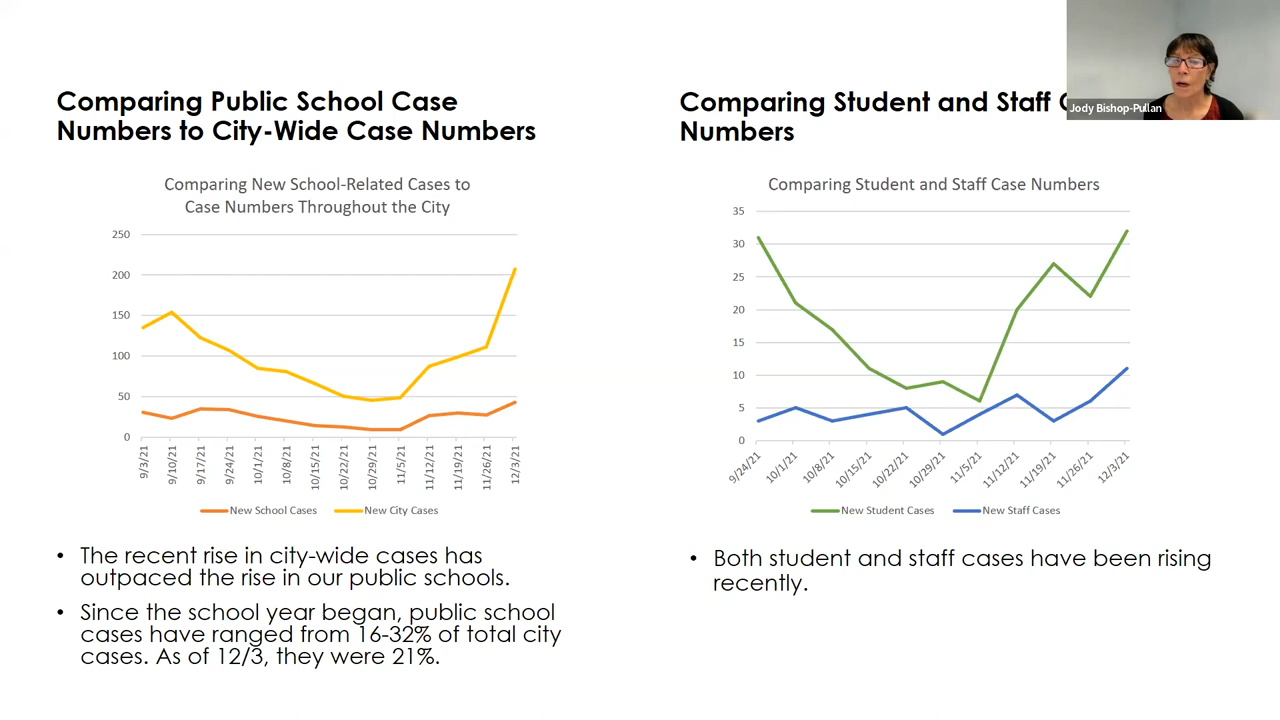 Comparing Public School Case
Numbers to City-Wide Case Numbers
Comparing New School-Related Cases to
Case Numbers Throughout the City
250
200
150
100
50
0
9/3/21
9/10/21
9/17/21
9/24/21
10/1/21
10/8/21
10/15/21
10/22/21
10/29/21
11/5/21
11/12/21
11/19/21
11/26/21
12/3/21
New School Cases
New City Cases
• The recent rise in city-wide cases has
outpaced the rise in our public schools.
• Since the school year began, public school
cases have ranged from 16-32% of total city
cases. As of 12/3, they were 21%.
Comparing Student and Staff
Numbers
Jody Bishop-Pullan
Comparing Student and Staff Case Numbers
35
30
25
20
15
10
5
0
9/24/21
10/1/21
10/8/21
10/15/21
10/22/21
10/29/21
11/5/21
11/12/21
11/19/21
11/26/21
12/3/21
New Student Cases
New Staff Cases
• Both student and staff cases have been rising
recently.